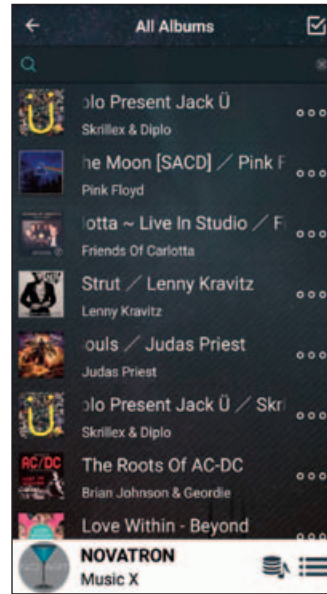 All Albums
olo Present Jack Ü
Skrillex & Diplo
he Moon [SACD] / Pink F
Pink Floyd
lotta ~ Live In Studio / F
Friends Of Carlotta
Strut / Lenny Kravitz
Lenny Kravitz
ouls / Judas Priest
Judas Priest
olo Present Jack Ü / Skr
Skrillex & Diplo
AC/DC
The Roots Of AC-DC
Brian Johnson & Geordie
Love Within - Beyond
NOVATRON
Music X